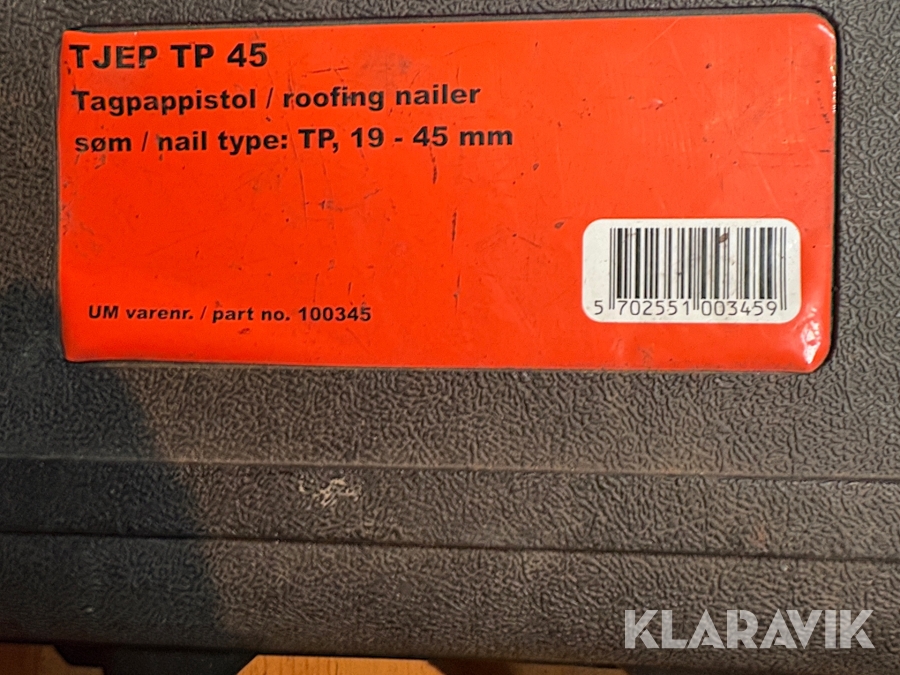 TJEP TP 45
Tagpappistol / roofing nailer
søm / nail type: TP, 19 - 45 mm
UM varenr. / part no. 100345
5 702551 003459
KLARAVIK